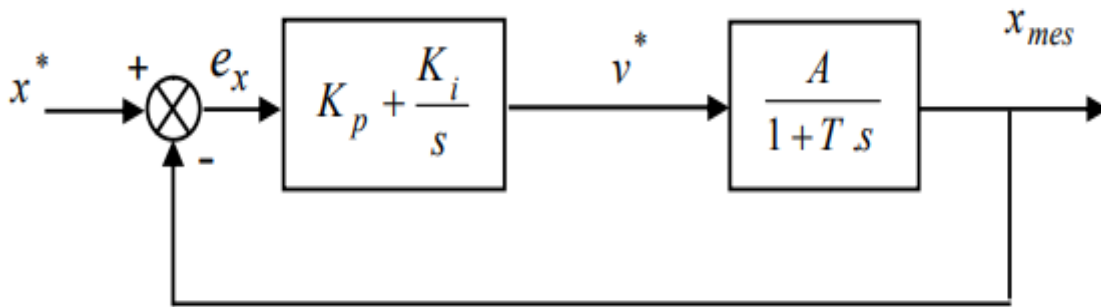 x*
+
-
e_x
K_p + K_i / s
v*
A / 1 + T.s
x_mes